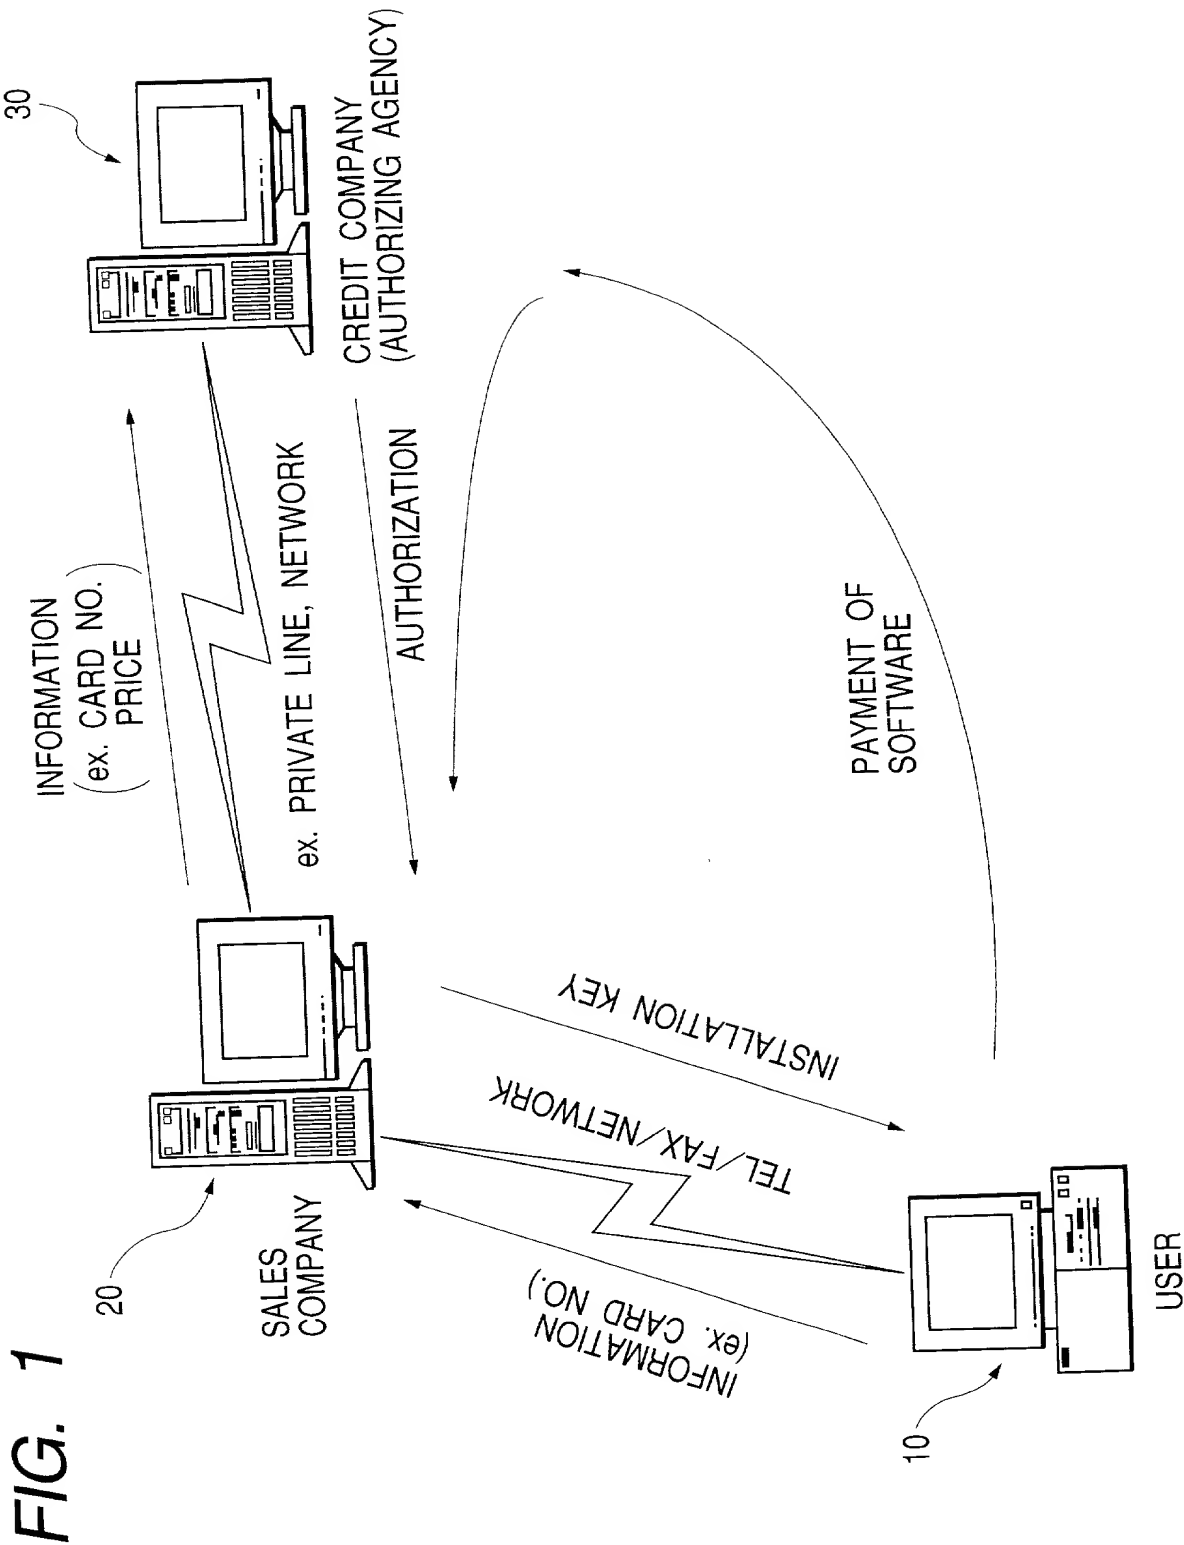 FIG. 1
INFORMATION
(ex. CARD NO.
PRICE)
30
20
SALES
COMPANY
ex. PRIVATE LINE, NETWORK
CREDIT COMPANY
(AUTHORIZING AGENCY)
AUTHORIZATION
INFORMATION
(ex. CARD NO.)
TEL/FAX/NETWORK
INSTALLATION KEY
PAYMENT OF
SOFTWARE
10
USER